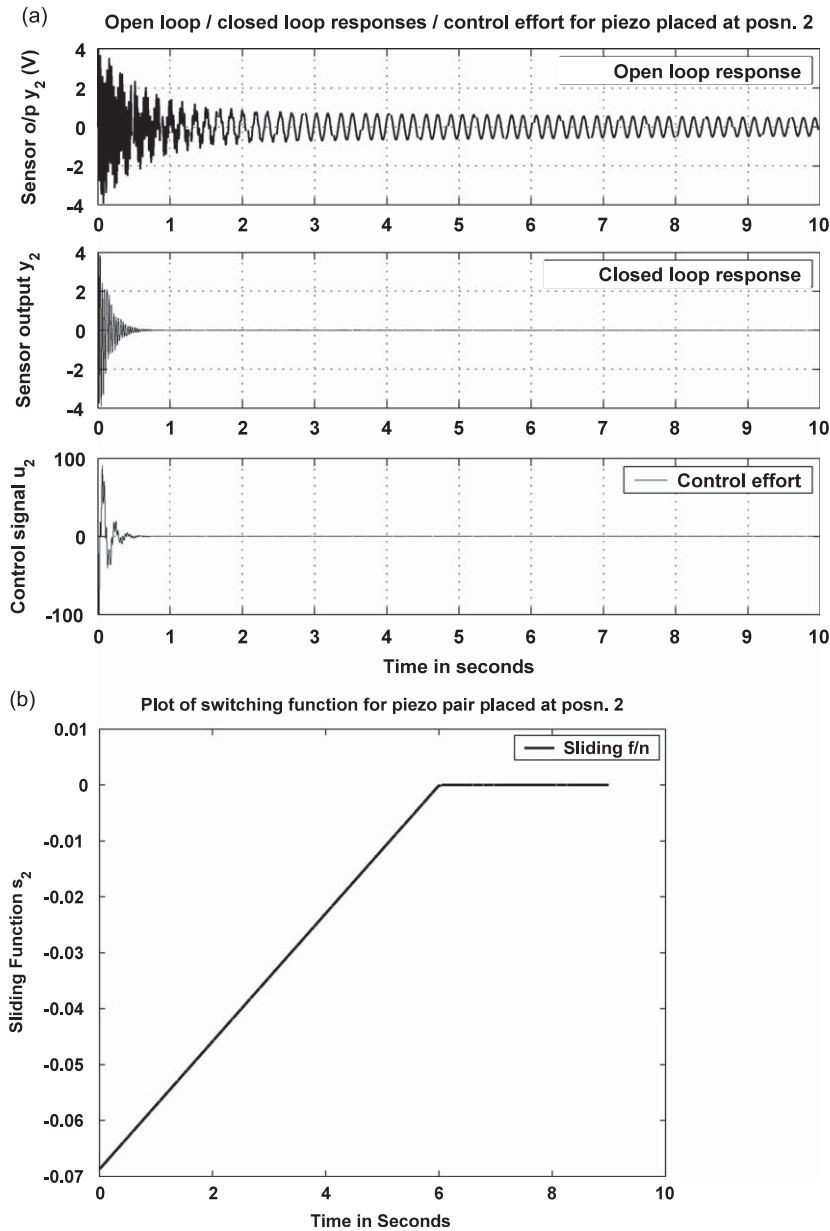 (a)
Open loop / closed loop responses / control effort for piezo placed at posn. 2
Sensor o/p y2 (V)
4
2
0
-2
-4
Open loop response
0 1 2 3 4 5 6 7 8 9 10
Sensor output y2
4
2
0
-2
-4
Closed loop response
0 1 2 3 4 5 6 7 8 9 10
Control signal u2
100
0
-100
Control effort
0 1 2 3 4 5 6 7 8 9 10
Time in seconds
(b)
Plot of switching function for piezo pair placed at posn. 2
Sliding Function s2
0.01
0
-0.01
-0.02
-0.03
-0.04
-0.05
-0.06
-0.07
Sliding f/n
0 2 4 6 8 10
Time in Seconds